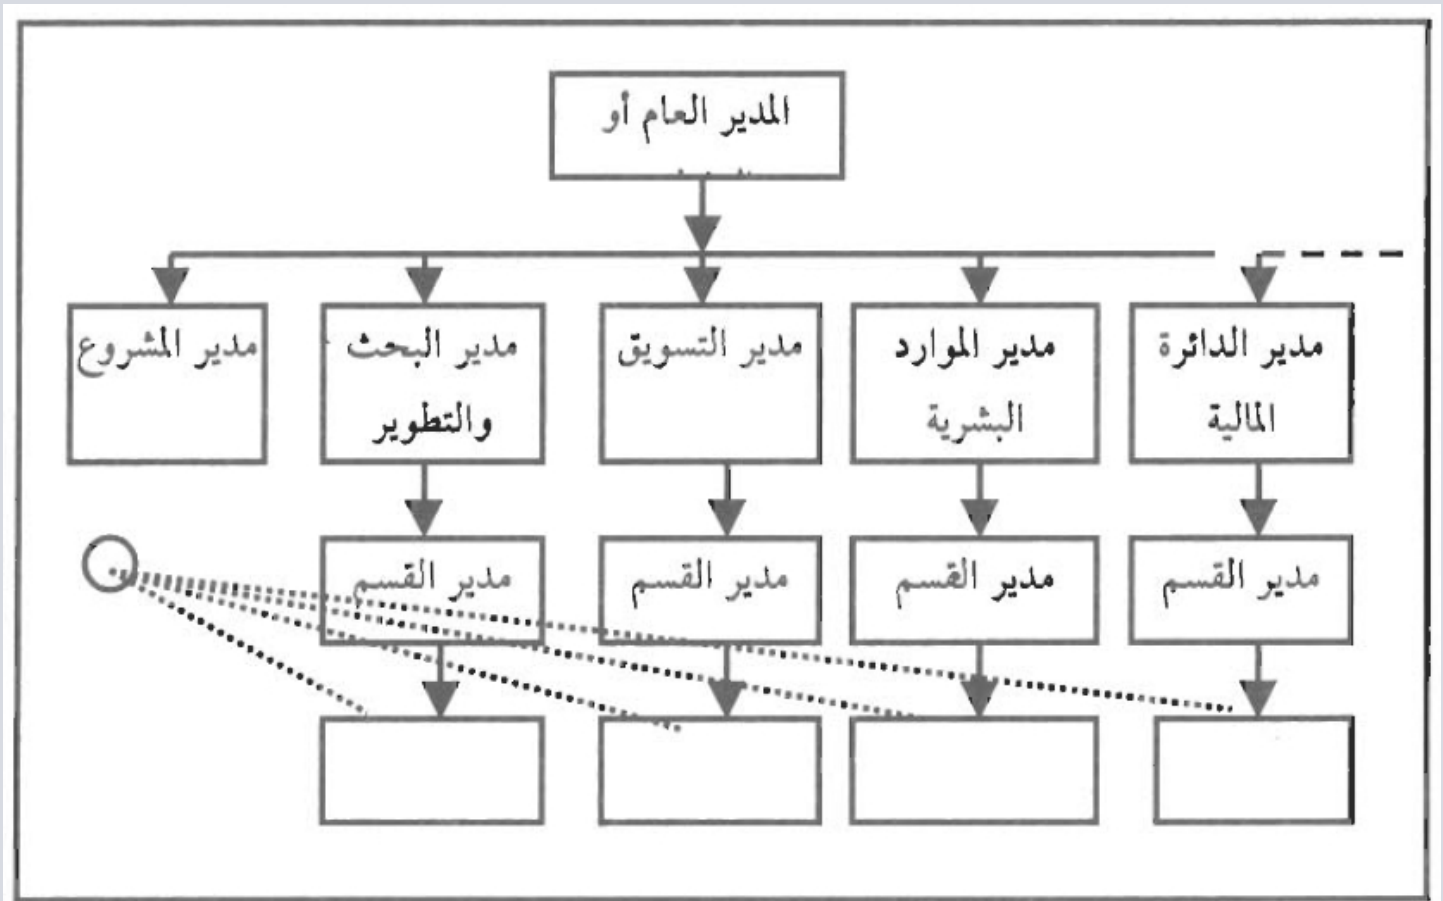 المدير العام أو
مدير الدائرة
المالية
مدير الموارد
البشرية
مدير التسويق
مدير البحث
والتطوير
مدير المشروع
مدير القسم
مدير القسم
مدير القسم
مدير القسم